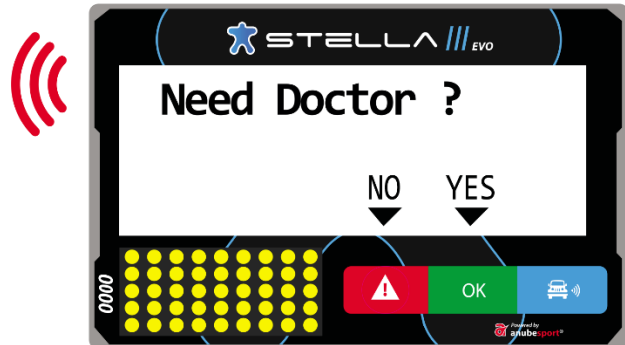 STELLA III EVO
Need Doctor ?
NO YES
0000
OK
Powered by
anubesport®